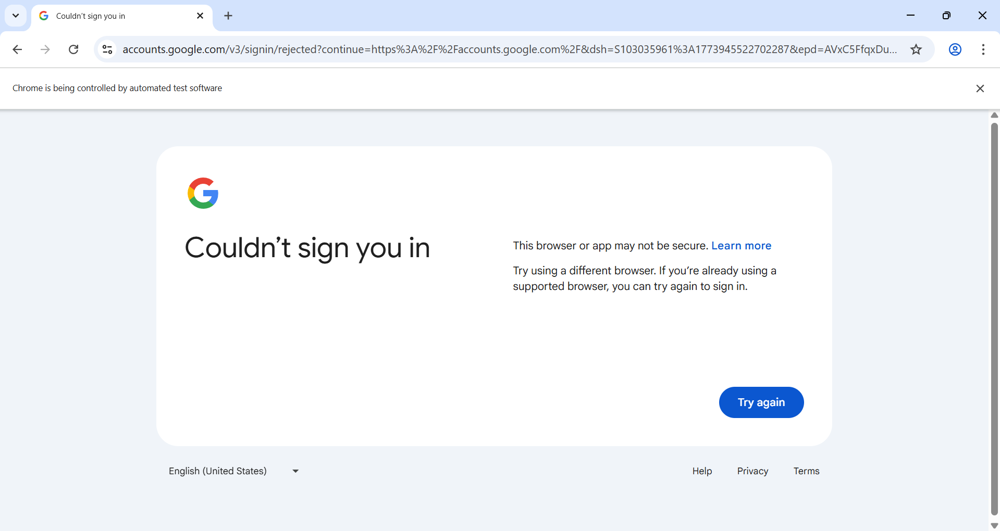 Couldn’t sign you in
accounts.google.com/v3/signin/rejected?continue=https%3A%2F%2Faccounts.google.com%2F&dsh=S103035961%3A1773945522702287&epd=AVxC5FfqxDu...
Chrome is being controlled by automated test software
Couldn’t sign you in
This browser or app may not be secure. Learn more
Try using a different browser. If you’re already using a
supported browser, you can try again to sign in.
Try again
English (United States)
Help Privacy Terms